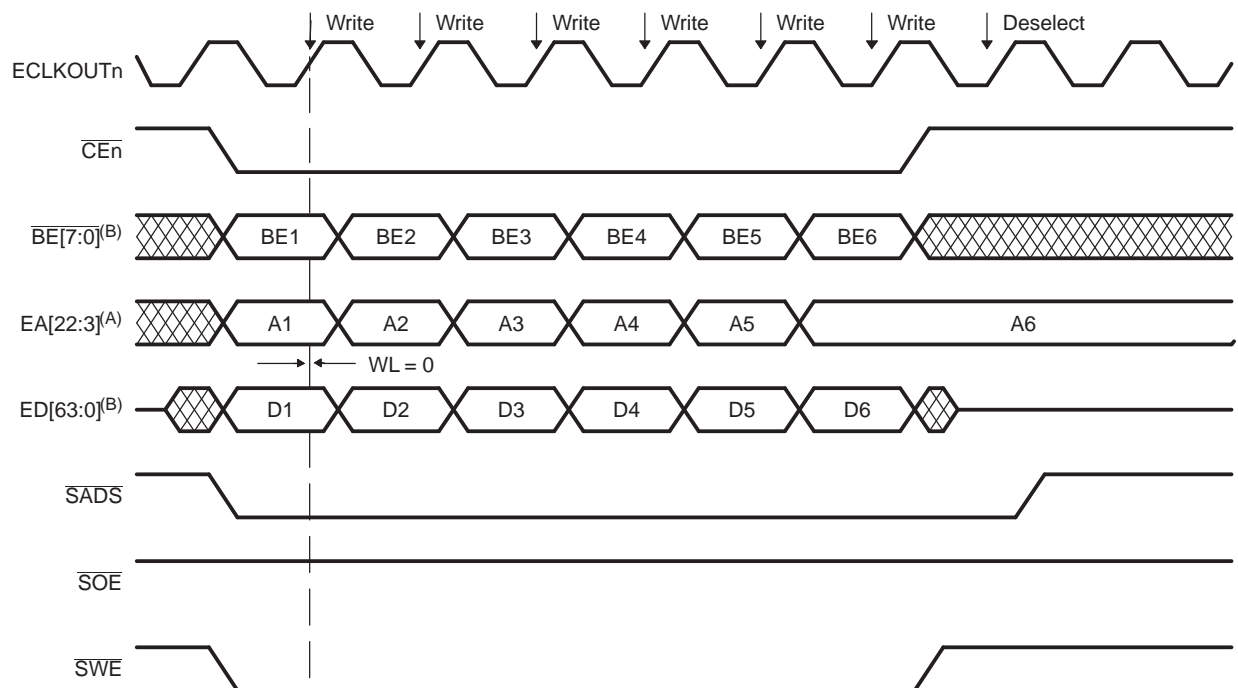 Write Write Write Write Write Write Deselect
ECLKOUTn
CEn
BE[7:0](B) BE1 BE2 BE3 BE4 BE5 BE6
EA[22:3](A) A1 A2 A3 A4 A5 A6
WL = 0
ED[63:0](B) D1 D2 D3 D4 D5 D6
SADS
SOE
SWE